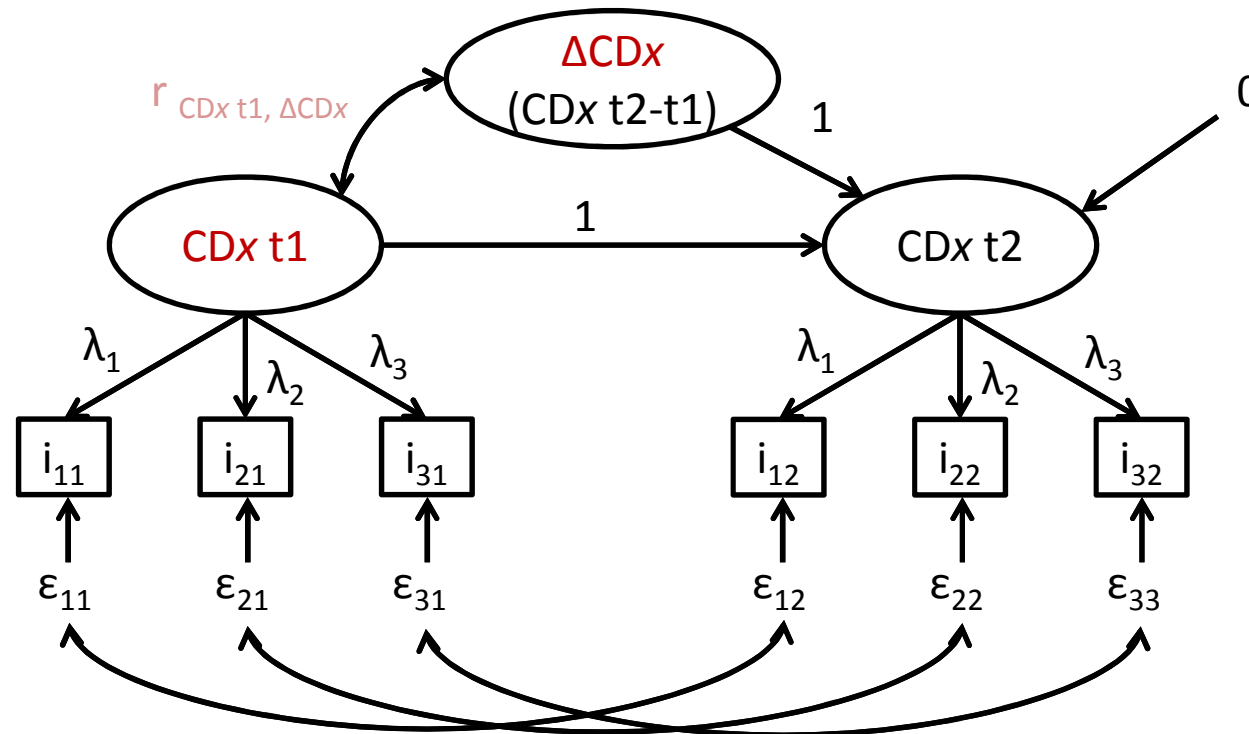 ΔCDx
(CDx t2-t1)
r CDx t1, ΔCDx
1
0
1
CDx t1
CDx t2
λ1
λ2
λ3
λ1
λ2
λ3
i11
i21
i31
i12
i22
i32
ε11
ε21
ε31
ε12
ε22
ε33